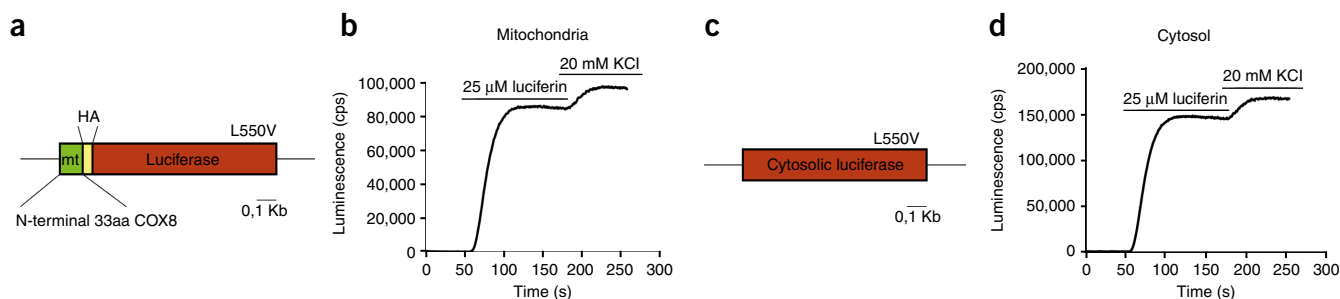 a
HA
L550V
mt
Luciferase
N-terminal 33aa COX8
0,1 Kb
b
Mitochondria
20 mM KCl
25 µM luciferin
Luminescence (cps)
100,000
80,000
60,000
40,000
20,000
0
0 50 100 150 200 250 300
Time (s)
c
L550V
Cytosolic luciferase
0,1 Kb
d
Cytosol
20 mM KCl
25 µM luciferin
Luminescence (cps)
200,000
150,000
100,000
50,000
0
0 50 100 150 200 250 300
Time (s)